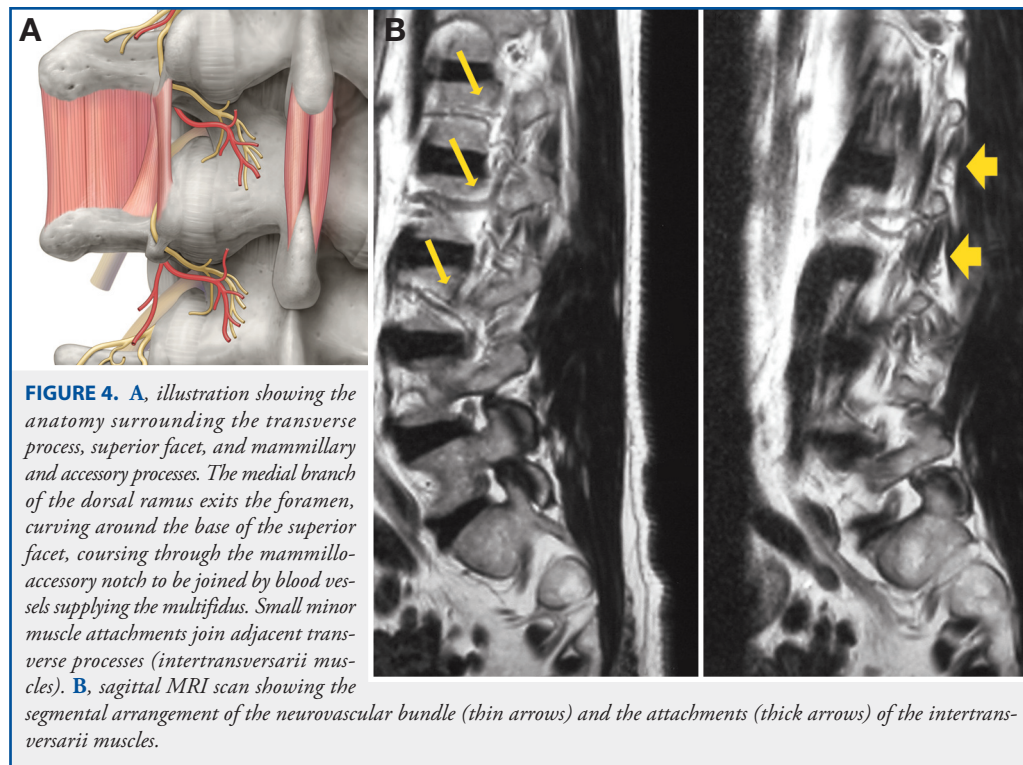 A
B
FIGURE 4. A, illustration showing the
anatomy surrounding the transverse
process, superior facet, and mammillary
and accessory processes. The medial branch
of the dorsal ramus exits the foramen,
curving around the base of the superior
facet, coursing through the mammillo-
accessory notch to be joined by blood ves-
sels supplying the multifidus. Small minor
muscle attachments join adjacent trans-
verse processes (intertransversarii mus-
cles). B, sagittal MRI scan showing the
segmental arrangement of the neurovascular bundle (thin arrows) and the attachments (thick arrows) of the intertrans-
versarii muscles.